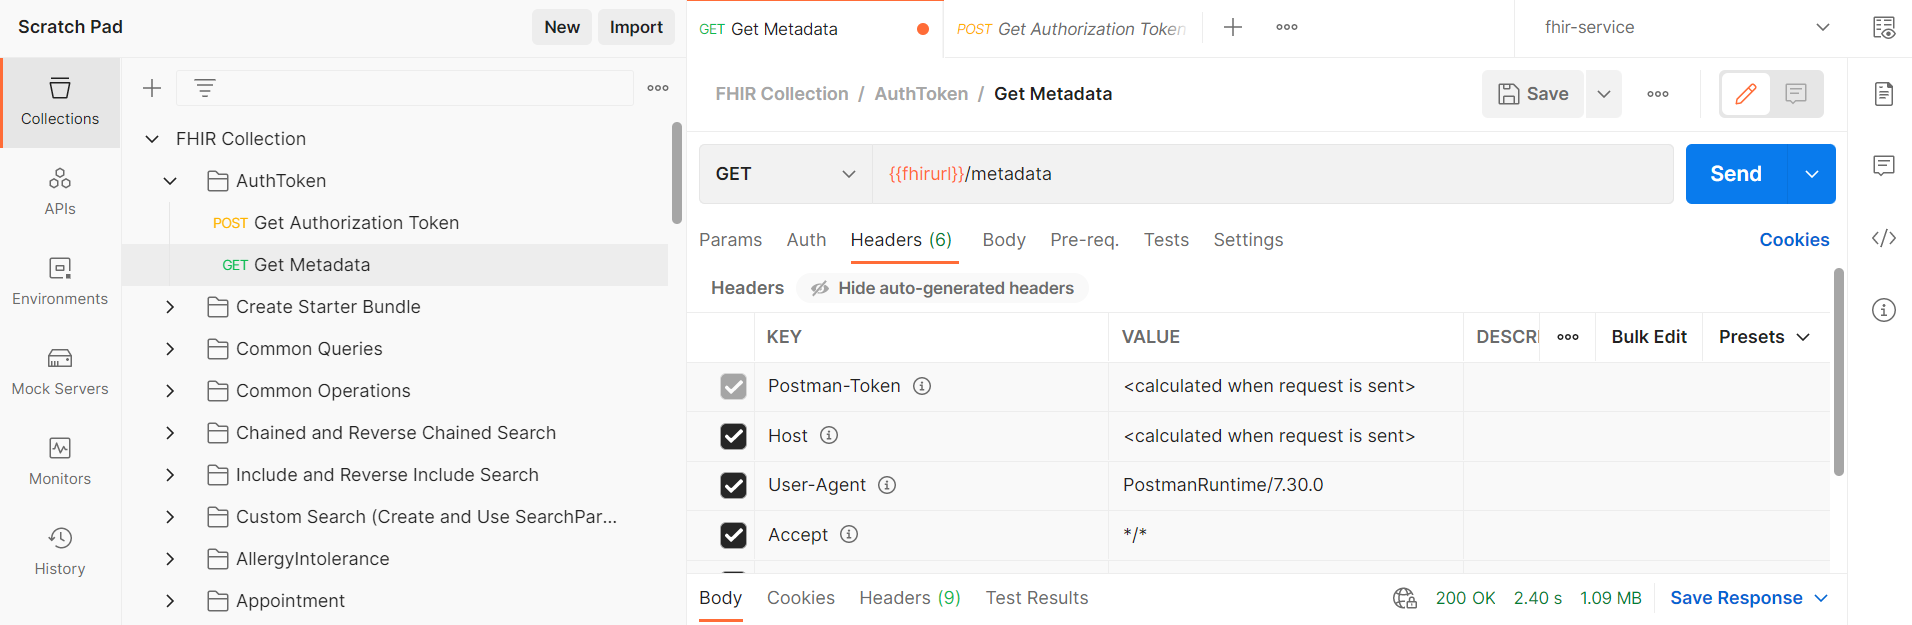 Scratch Pad
New
Import
GET Get Metadata
POST Get Authorization Token
fhir-service
Collections
APIs
Environments
Mock Servers
Monitors
History
FHIR Collection
AuthToken
POST Get Authorization Token
GET Get Metadata
Create Starter Bundle
Common Queries
Common Operations
Chained and Reverse Chained Search
Include and Reverse Include Search
Custom Search (Create and Use SearchPar...
AllergyIntolerance
Appointment
FHIR Collection / AuthToken / Get Metadata
Save
GET
{{fhirurl}}/metadata
Send
Params Auth Headers (6) Body Pre-req. Tests Settings
Cookies
Headers
Hide auto-generated headers
KEY VALUE DESCRI Bulk Edit Presets
Postman-Token <calculated when request is sent>
Host <calculated when request is sent>
User-Agent PostmanRuntime/7.30.0
Accept */*
Body Cookies Headers (9) Test Results
200 OK 2.40 s 1.09 MB Save Response